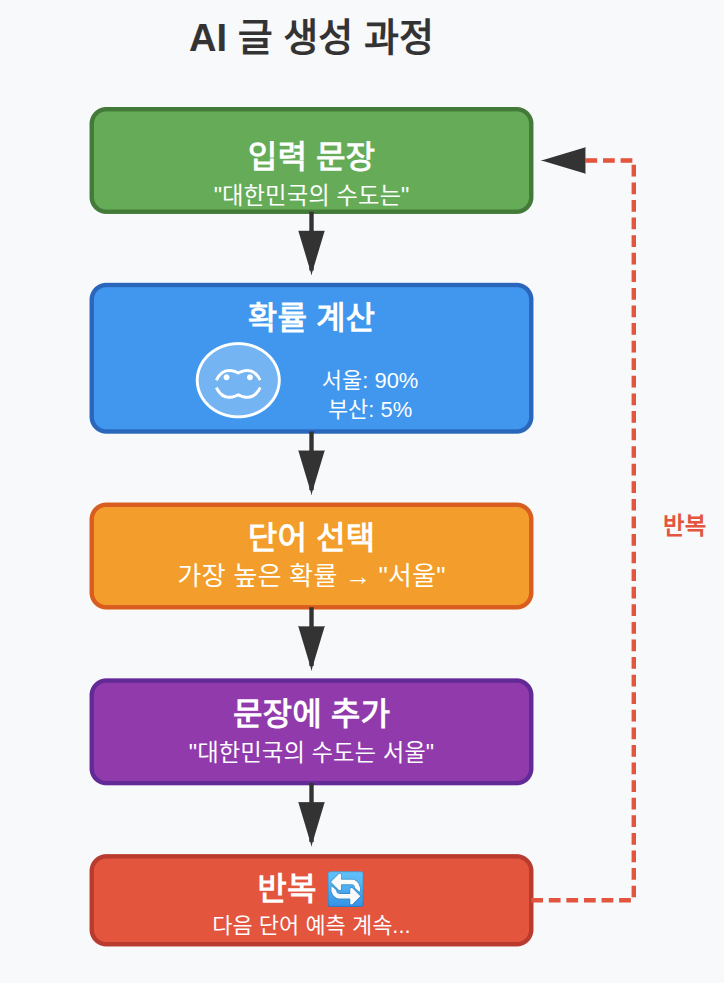 AI 글 생성 과정
입력 문장
"대한민국의 수도는"
확률 계산
서울: 90%
부산: 5%
단어 선택
가장 높은 확률 → "서울"
반복
문장에 추가
"대한민국의 수도는 서울"
반복 🔄
다음 단어 예측 계속...